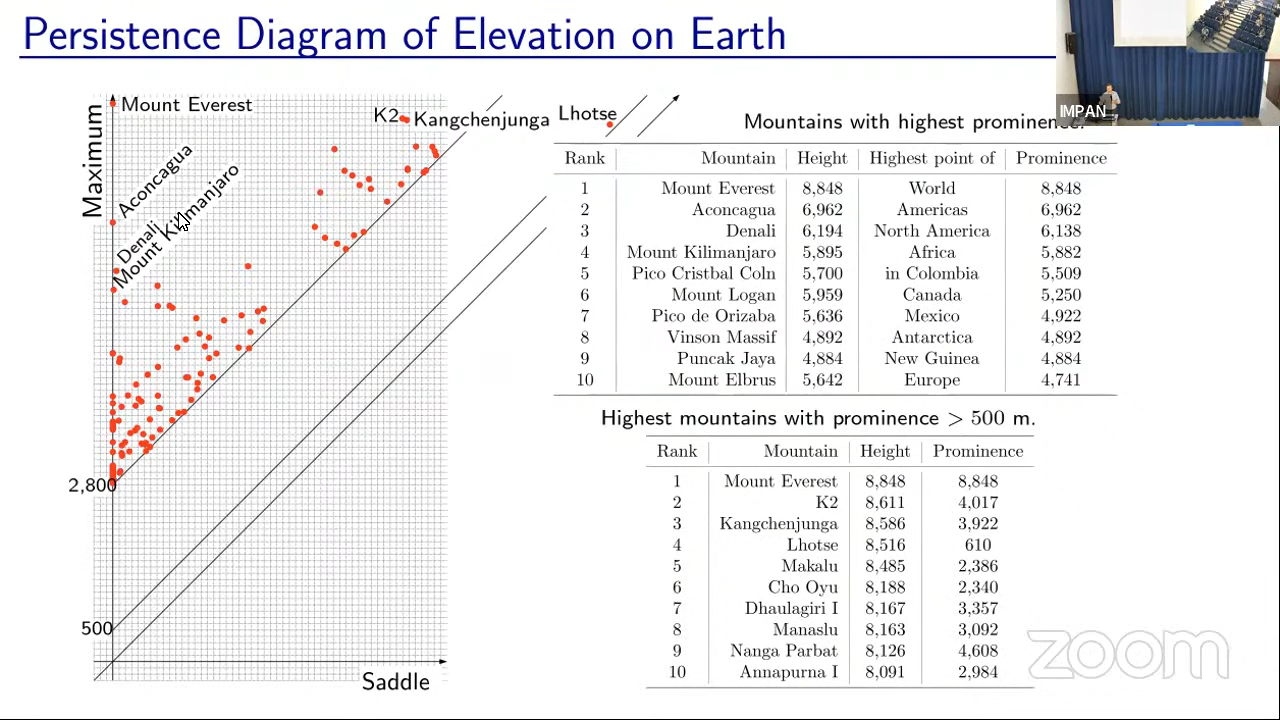 Persistence Diagram of Elevation on Earth
IMPAN
Maximum
Mount Everest
K2
Kangchenjunga
Lhotse
Aconcagua
Denali
Mount Kilimanjaro
2,800
500
Saddle
Mountains with highest prominence.
Rank Mountain Height Highest point of Prominence
1 Mount Everest 8,848 World 8,848
2 Aconcagua 6,962 Americas 6,962
3 Denali 6,194 North America 6,138
4 Mount Kilimanjaro 5,895 Africa 5,882
5 Pico Cristbal Coln 5,700 in Colombia 5,509
6 Mount Logan 5,959 Canada 5,250
7 Pico de Orizaba 5,636 Mexico 4,922
8 Vinson Massif 4,892 Antarctica 4,892
9 Puncak Jaya 4,884 New Guinea 4,884
10 Mount Elbrus 5,642 Europe 4,741
Highest mountains with prominence > 500 m.
Rank Mountain Height Prominence
1 Mount Everest 8,848 8,848
2 K2 8,611 4,017
3 Kangchenjunga 8,586 3,922
4 Lhotse 8,516 610
5 Makalu 8,485 2,386
6 Cho Oyu 8,188 2,340
7 Dhaulagiri I 8,167 3,357
8 Manaslu 8,163 3,092
9 Nanga Parbat 8,126 4,608
10 Annapurna I 8,091 2,984
zoom